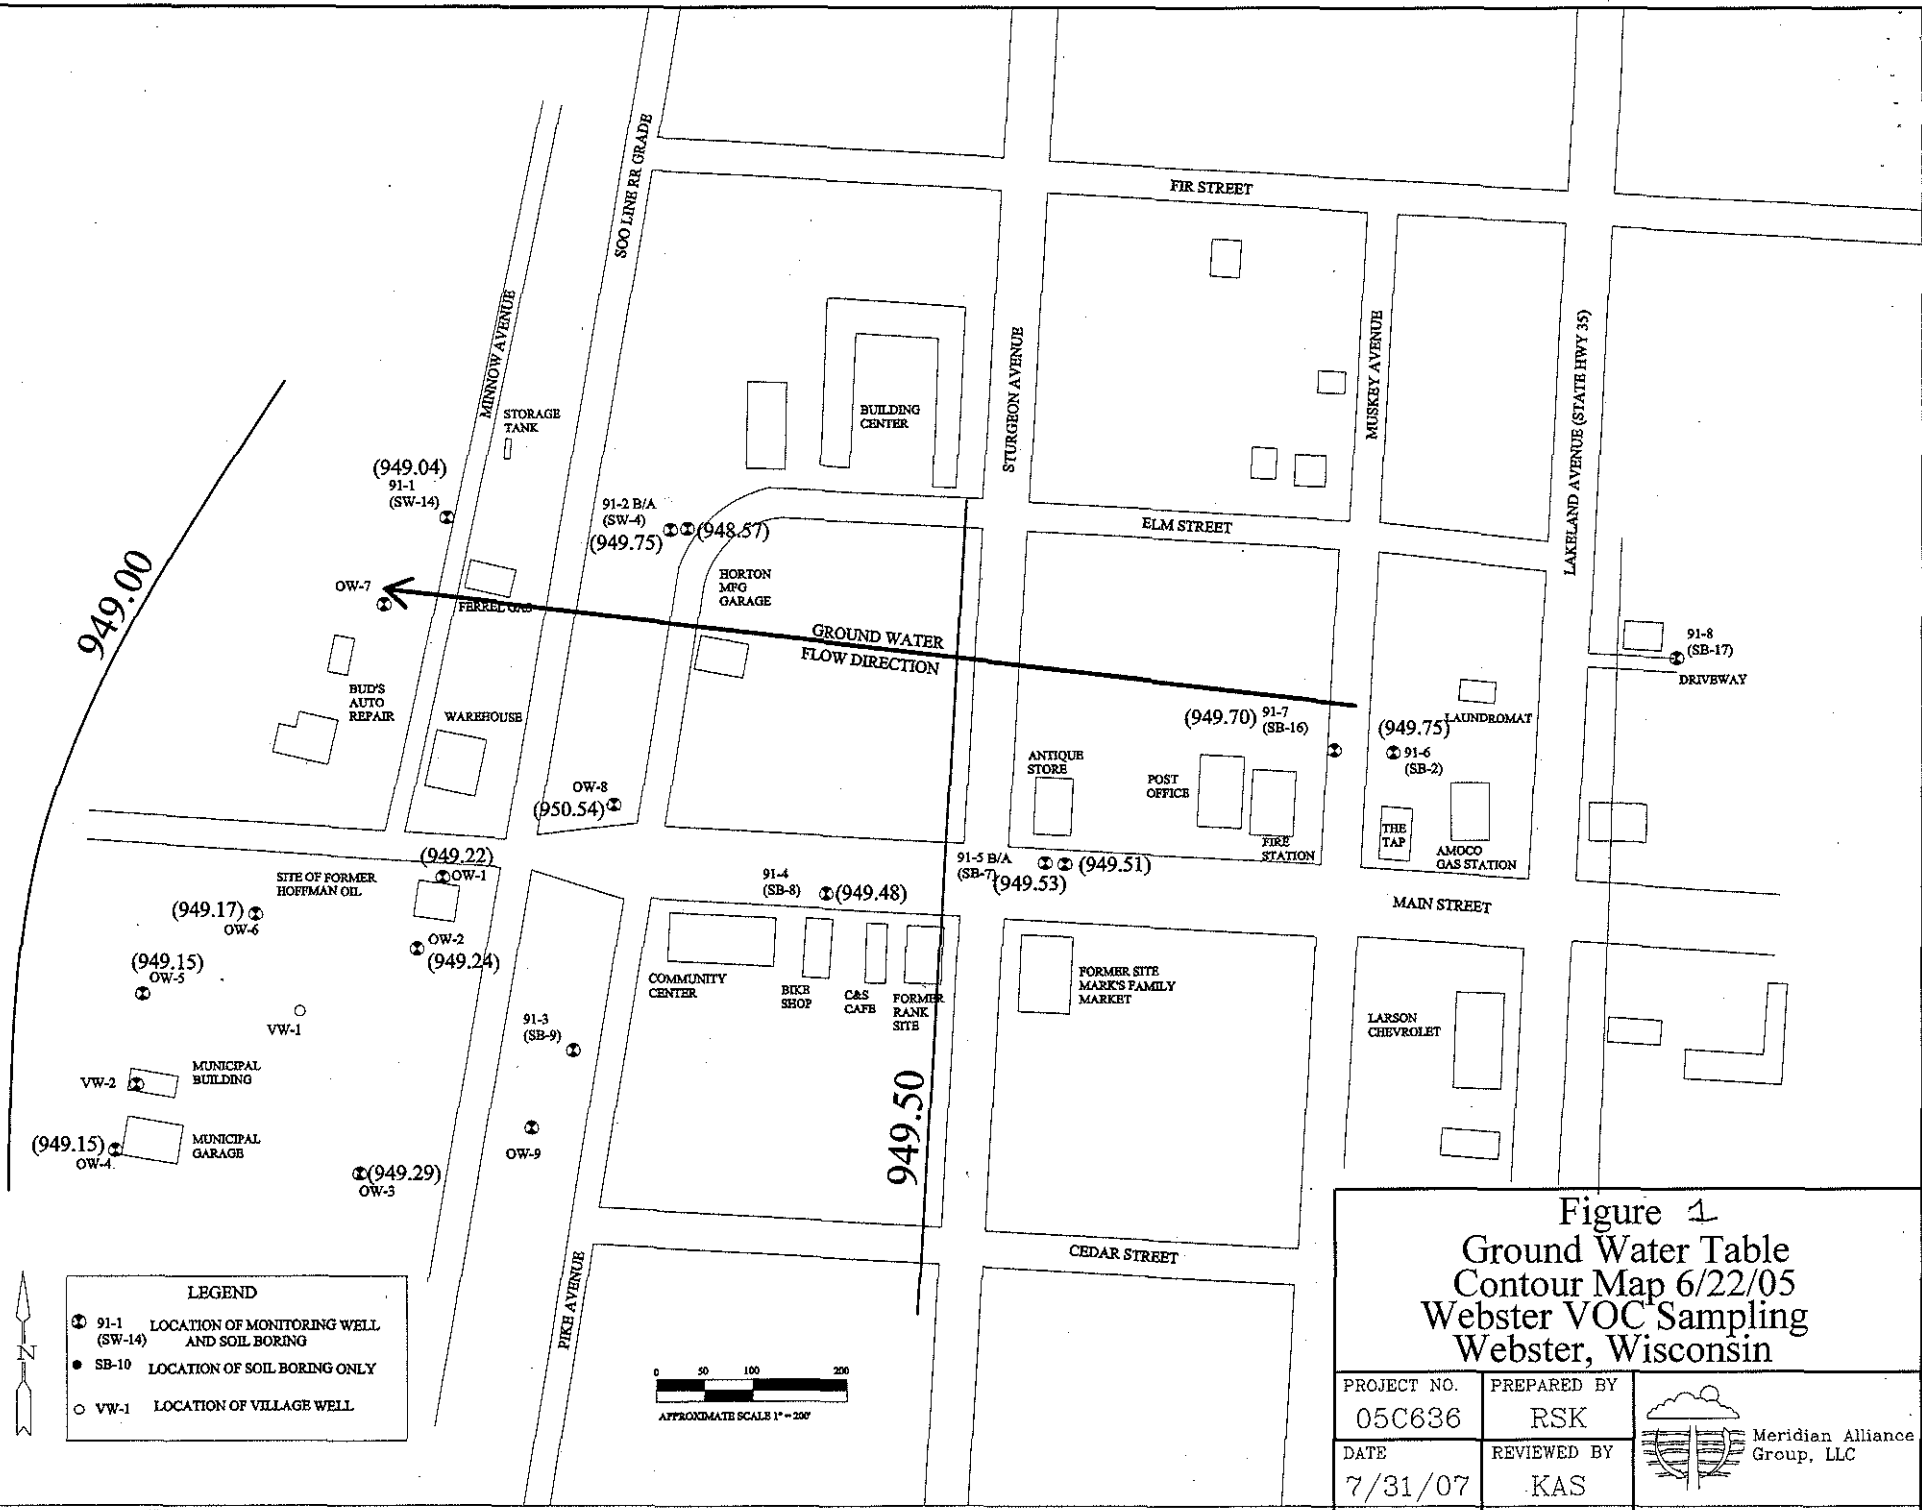 FIR STREET
SOO LINE RR GRADE
MINNOW AVENUE
STURGEON AVENUE
MUSKEY AVENUE
LAKELAND AVENUE (STATE HWY 35)
STORAGE
TANK
BUILDING
CENTER
(949.04)
91-1
(SW-14)
91-2 B/A
(SW-4)
(949.75)
(948.57)
ELM STREET
949.00
OW-7
FERREL GAS
HORTON
MFG
GARAGE
GROUND WATER
FLOW DIRECTION
91-8
(SB-17)
DRIVEWAY
BUD'S
AUTO
REPAIR
WAREHOUSE
(949.70)
91-7
(SB-16)
LAUNDROMAT
(949.75)
91-6
(SB-2)
ANTIQUE
STORE
POST
OFFICE
FIRE
STATION
THE
TAP
AMOCO
GAS STATION
OW-8
(950.54)
(949.22)
OW-1
SITE OF FORMER
HOFFMAN OIL
91-4
(SB-8)
(949.48)
91-5 B/A
(SB-7)
(949.53)
(949.51)
MAIN STREET
(949.17)
OW-6
OW-2
(949.24)
(949.15)
OW-5
VW-1
COMMUNITY
CENTER
BIKE
SHOP
C&S
CAFE
FORMER
RANK
SITE
FORMER SITE
MARK'S FAMILY
MARKET
LARSON
CHEVROLET
91-3
(SB-9)
VW-2
MUNICIPAL
BUILDING
949.50
(949.15)
OW-4
MUNICIPAL
GARAGE
OW-9
(949.29)
OW-3
CEDAR STREET
PIKE AVENUE
N
LEGEND
91-1 LOCATION OF MONITORING WELL
(SW-14) AND SOIL BORING
SB-10 LOCATION OF SOIL BORING ONLY
VW-1 LOCATION OF VILLAGE WELL
0 50 100 200
APPROXIMATE SCALE 1" = 200'
Figure 1
Ground Water Table
Contour Map 6/22/05
Webster VOC Sampling
Webster, Wisconsin
PROJECT NO.
05C636
PREPARED BY
RSK
DATE
7/31/07
REVIEWED BY
KAS
Meridian Alliance
Group, LLC